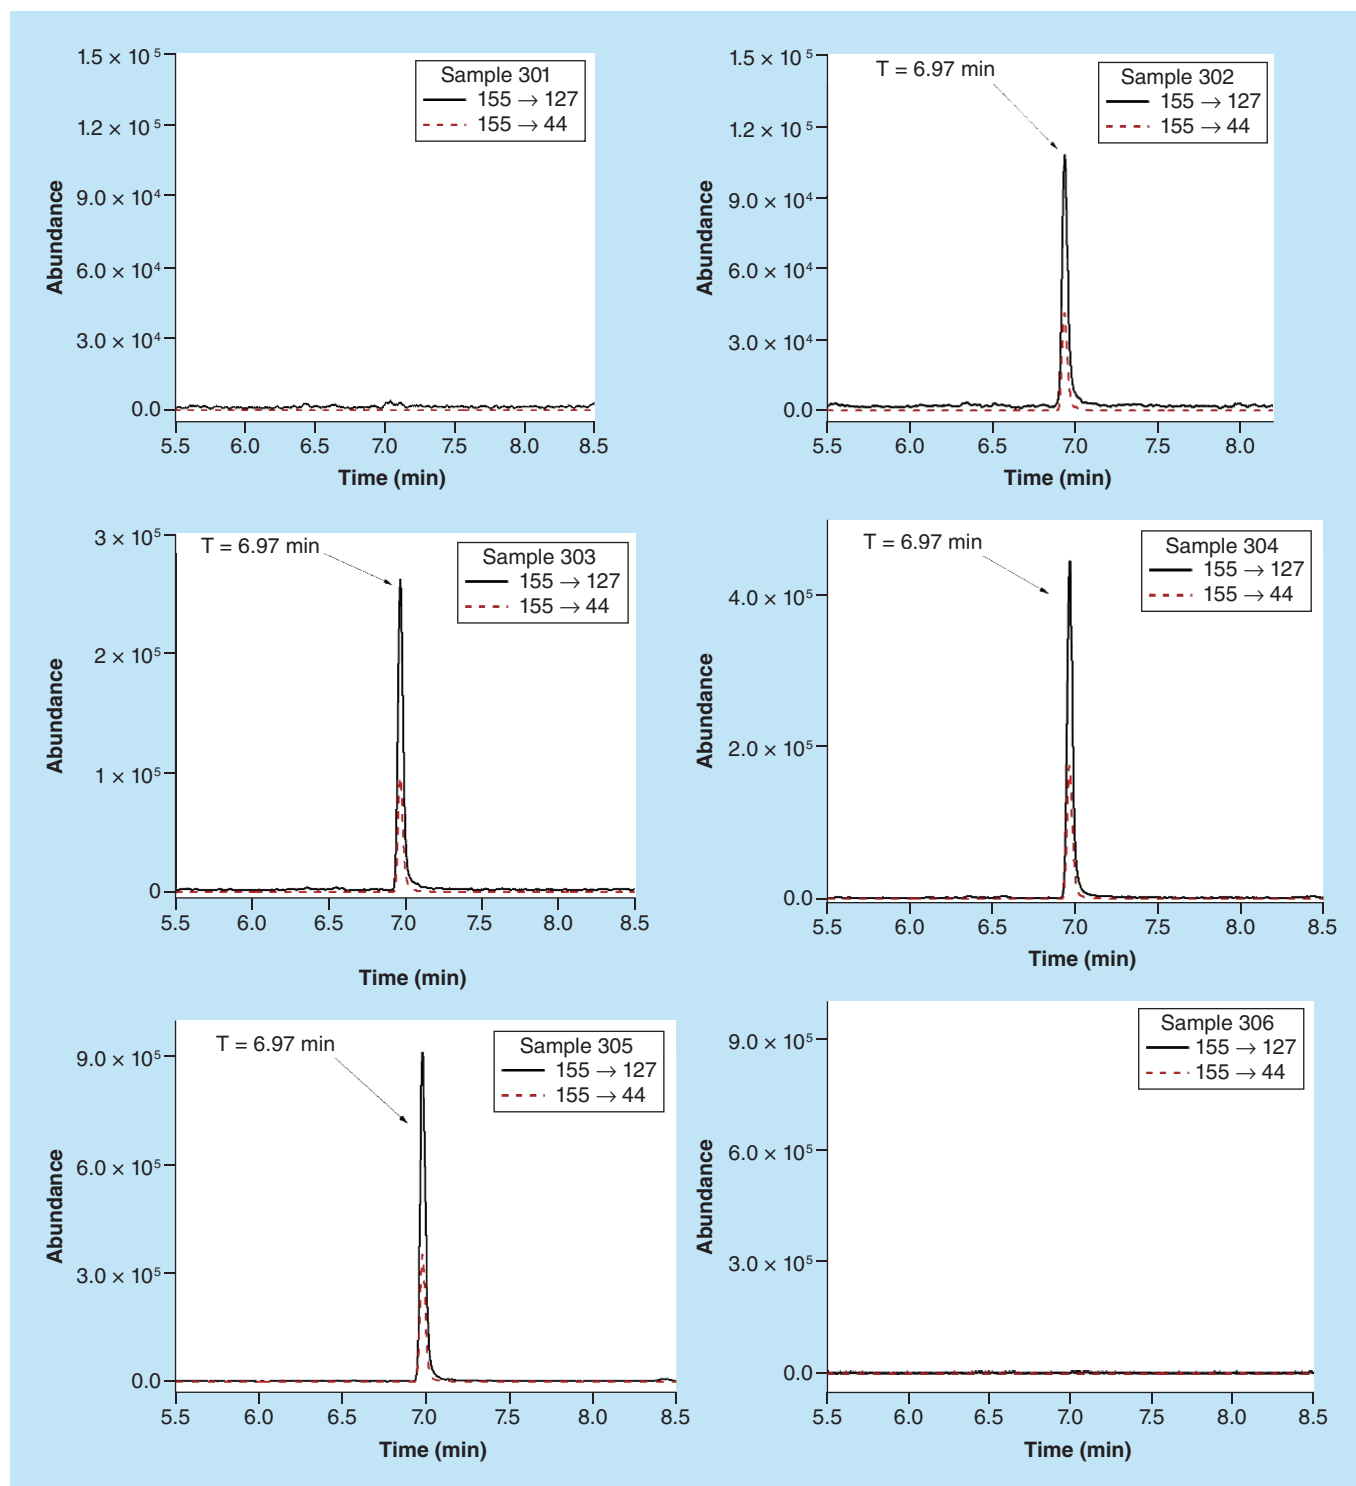 Sample 301
155 → 127
155 → 44
1.5 × 10⁵
1.2 × 10⁵
9.0 × 10⁴
6.0 × 10⁴
3.0 × 10⁴
0.0
Abundance
5.5 6.0 6.5 7.0 7.5 8.0 8.5
Time (min)
T = 6.97 min
Sample 302
155 → 127
155 → 44
1.5 × 10⁵
1.2 × 10⁵
9.0 × 10⁴
6.0 × 10⁴
3.0 × 10⁴
0.0
Abundance
5.5 6.0 6.5 7.0 7.5 8.0
Time (min)
T = 6.97 min
Sample 303
155 → 127
155 → 44
3 × 10⁵
2 × 10⁵
1 × 10⁵
0
Abundance
5.5 6.0 6.5 7.0 7.5 8.0 8.5
Time (min)
T = 6.97 min
Sample 304
155 → 127
155 → 44
4.0 × 10⁵
2.0 × 10⁵
0.0
Abundance
5.5 6.0 6.5 7.0 7.5 8.0 8.5
Time (min)
T = 6.97 min
Sample 305
155 → 127
155 → 44
9.0 × 10⁵
6.0 × 10⁵
3.0 × 10⁵
0.0
Abundance
5.5 6.0 6.5 7.0 7.5 8.0 8.5
Time (min)
Sample 306
155 → 127
155 → 44
9.0 × 10⁵
6.0 × 10⁵
3.0 × 10⁵
0.0
Abundance
5.5 6.0 6.5 7.0 7.5 8.0 8.5
Time (min)